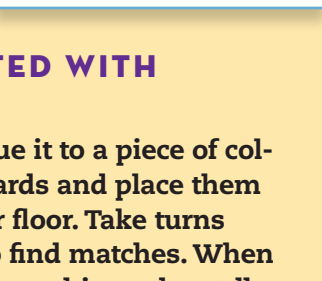 TED WITH
ue it to a piece of col-
ards and place them
r floor. Take turns
o find matches. When